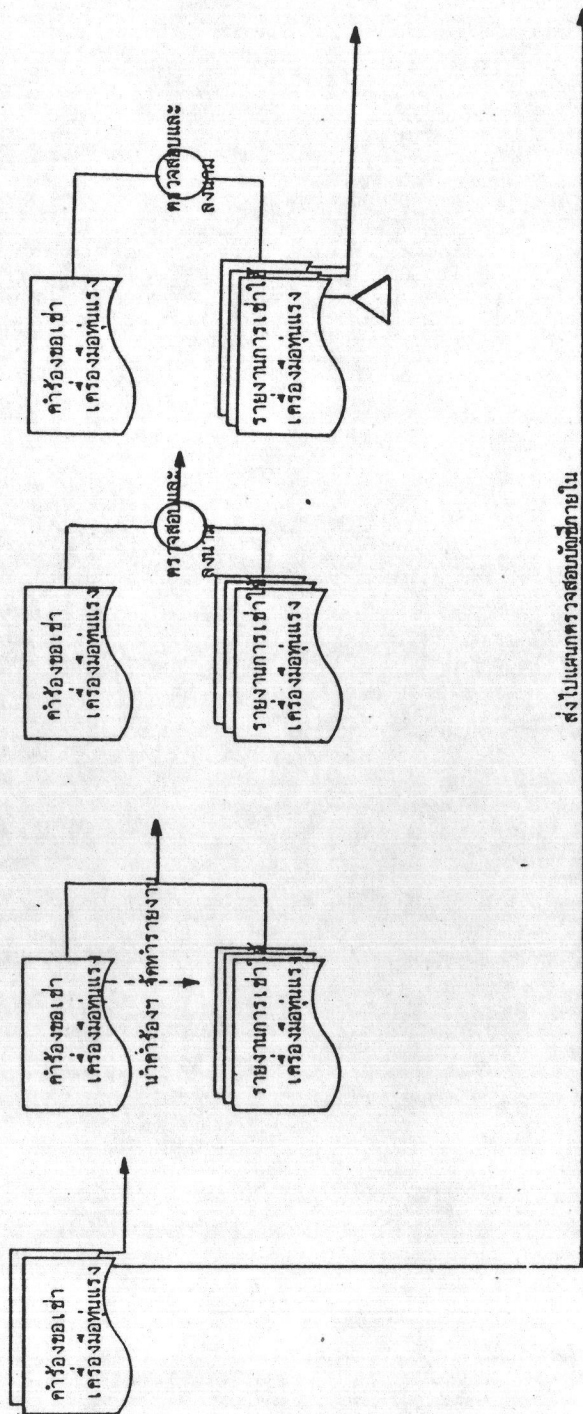 คำร้องขอเช่า
เครื่องมือทุ่นแรง
คำร้องขอเช่า
เครื่องมือทุ่นแรง
นำคำร้องฯ จัดทำรายงาน
รายงานการเช่าใช้
เครื่องมือทุ่นแรง
คำร้องขอเช่า
เครื่องมือทุ่นแรง
ตรวจสอบและ
ลงนาม
รายงานการเช่าใช้
เครื่องมือทุ่นแรง
คำร้องขอเช่า
เครื่องมือทุ่นแรง
ตรวจสอบและ
ลงนาม
รายงานการเช่าใช้
เครื่องมือทุ่นแรง
ส่งไปแผนกตรวจสอบบัญชีภายใน